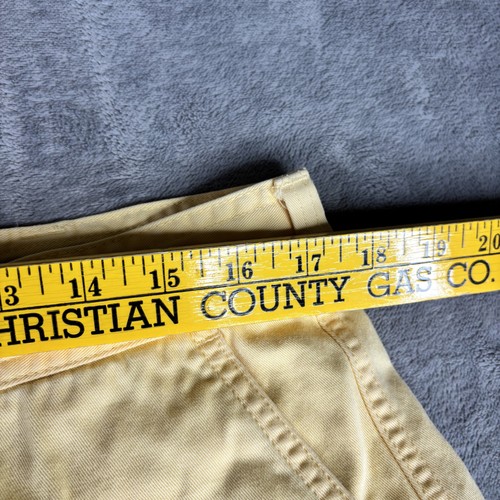 3 14 15 16 17 18 19 20
HRISTIAN COUNTY GAS CO.